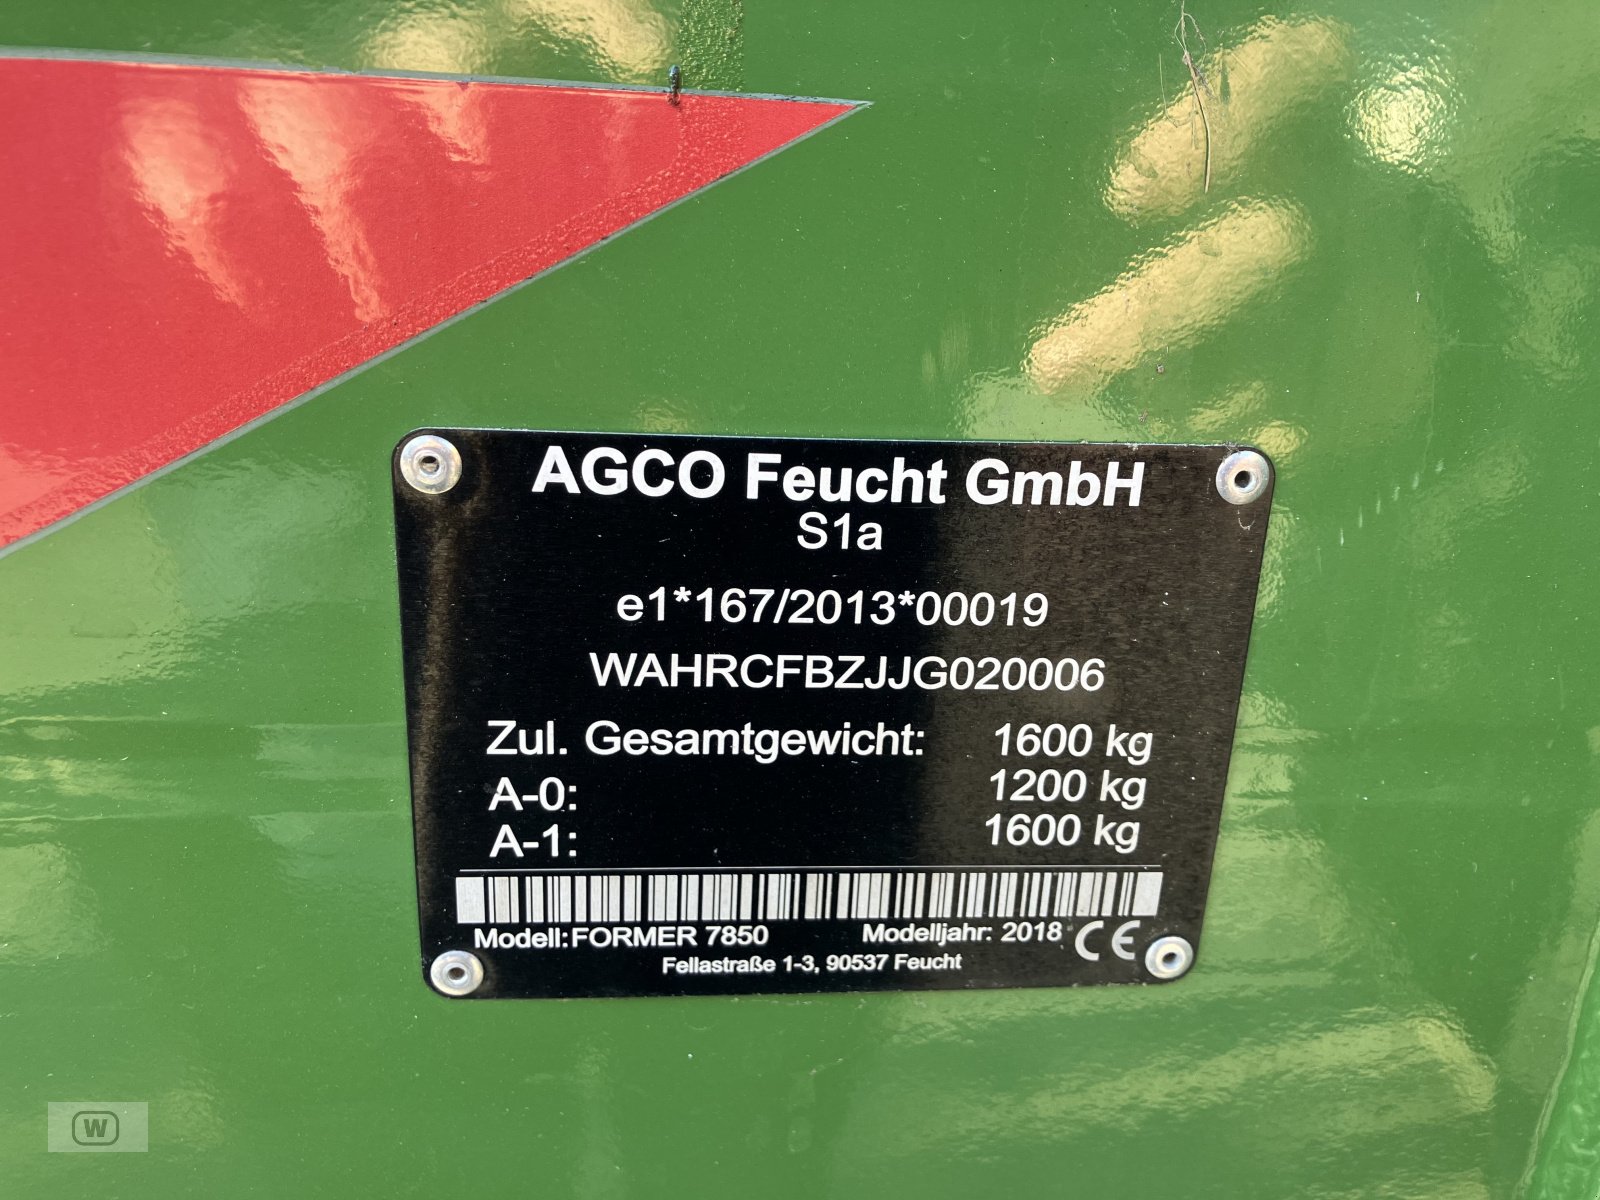 AGCO Feucht GmbH
S1a
e1*167/2013*00019
WAHRCFBZJJG020006
Zul. Gesamtgewicht: 1600 kg
A-0: 1200 kg
A-1: 1600 kg
Modell:FORMER 7850 Modelljahr: 2018 CE
Fellastraße 1-3, 90537 Feucht
W